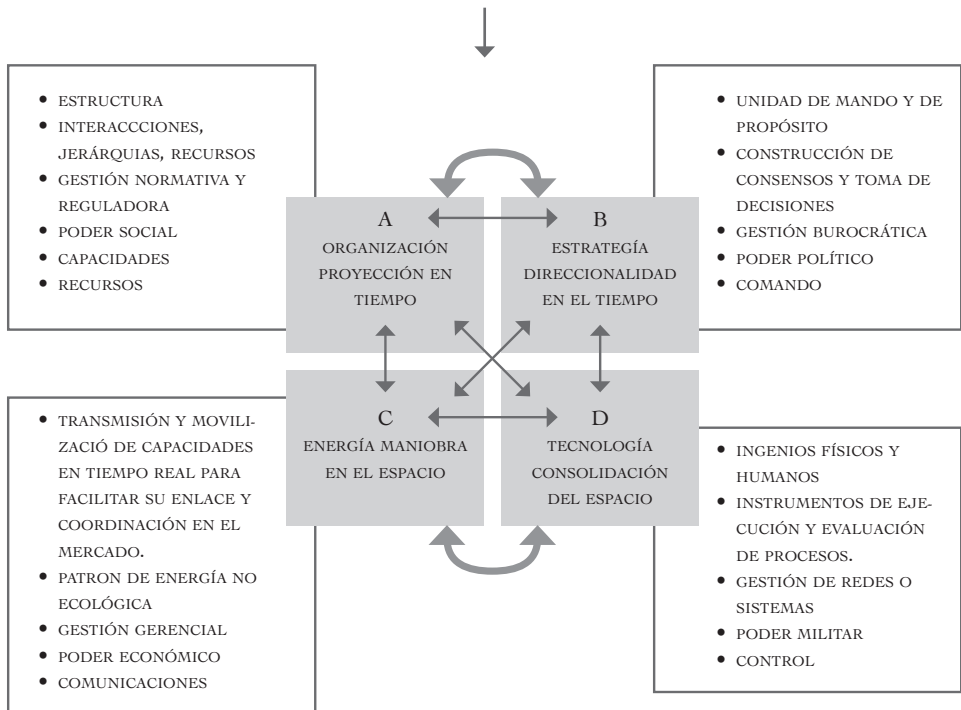 • ESTRUCTURA
• INTERACCCIONES,
JERÁRQUIAS, RECURSOS
• GESTIÓN NORMATIVA Y
REGULADORA
• PODER SOCIAL
• CAPACIDADES
• RECURSOS
• UNIDAD DE MANDO Y DE
PROPÓSITO
• CONSTRUCCIÓN DE
CONSENSOS Y TOMA DE
DECISIONES
• GESTIÓN BUROCRÁTICA
• PODER POLÍTICO
• COMANDO
A
ORGANIZACIÓN
PROYECCIÓN EN
TIEMPO
B
ESTRATEGÍA
DIRECCIONALIDAD
EN EL TIEMPO
C
ENERGÍA MANIOBRA
EN EL ESPACIO
D
TECNOLOGÍA
CONSOLIDACIÓN
DEL ESPACIO
• TRANSMISIÓN Y MOVILI-
ZACIÓ DE CAPACIDADES
EN TIEMPO REAL PARA
FACILITAR SU ENLACE Y
COORDINACIÓN EN EL
MERCADO.
• PATRON DE ENERGÍA NO
ECOLÓGICA
• GESTIÓN GERENCIAL
• PODER ECONÓMICO
• COMUNICACIONES
• INGENIOS FÍSICOS Y
HUMANOS
• INSTRUMENTOS DE EJE-
CUCIÓN Y EVALUACIÓN
DE PROCESOS.
• GESTIÓN DE REDES O
SISTEMAS
• PODER MILITAR
• CONTROL